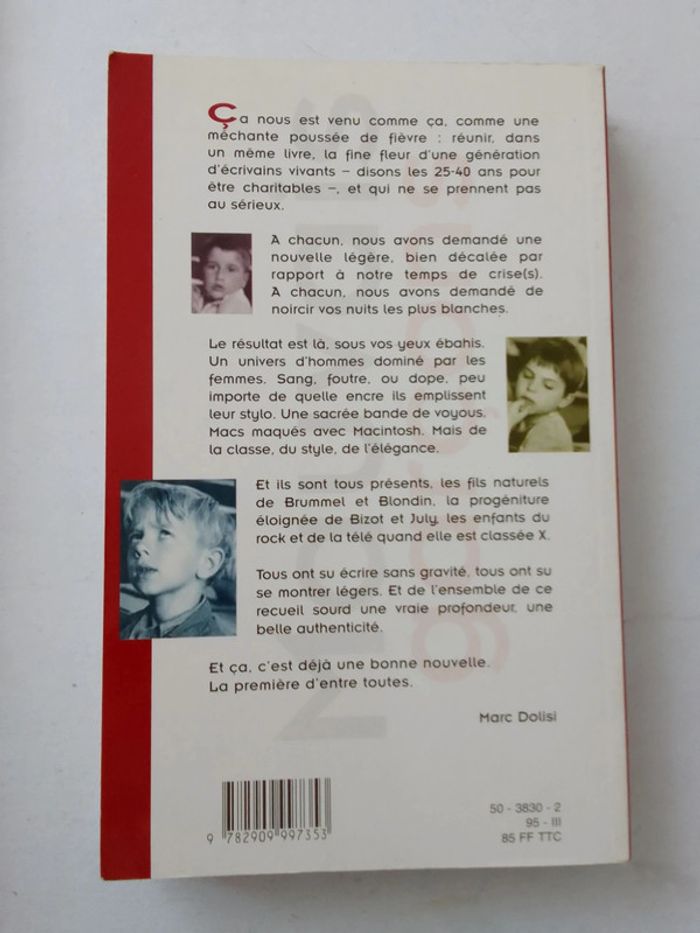 Ça nous est venu comme ça, comme une
méchante poussée de fièvre : réunir, dans
un même livre, la fine fleur d'une génération
d'écrivains vivants – disons les 25-40 ans pour
être charitables –, et qui ne se prennent pas
au sérieux.
A chacun, nous avons demandé une
nouvelle légère, bien décalée par
rapport à notre temps de crise(s).
A chacun, nous avons demandé de
noircir vos nuits les plus blanches.
Le résultat est là, sous vos yeux ébahis.
Un univers d'hommes dominé par les
femmes. Sang, foutre, ou dope, peu
importe de quelle encre ils emplissent
leur stylo. Une sacrée bande de voyous.
Macs maqués avec Macintosh. Mais de
la classe, du style, de l'élégance.
Et ils sont tous présents, les fils naturels
de Brummel et Blondin, la progéniture
éloignée de Bizot et July, les enfants du
rock et de la télé quand elle est classée X.
Tous ont su écrire sans gravité, tous ont su
se montrer légers. Et de l'ensemble de ce
recueil sourd une vraie profondeur, une
belle authenticité.
Et ça, c'est déjà une bonne nouvelle.
La première d'entre toutes.
Marc Dolisi
9 782909 997353
50 - 3830 - 2
95 - III
85 FF TTC